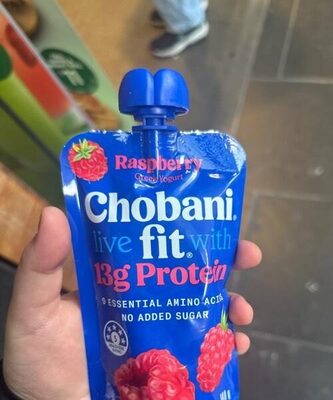 Raspberry
Greek Yogurt
Chobani®
live fit® with
13g Protein
9 ESSENTIAL AMINO ACIDS
NO ADDED SUGAR